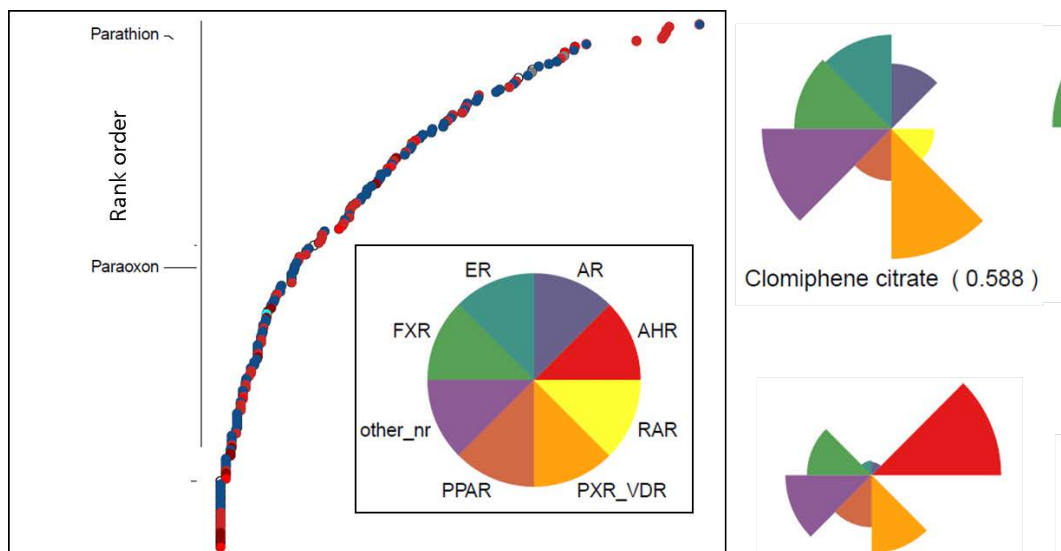 Parathion
Rank order
Paraoxon
ER
AR
FXR
AHR
other_nr
RAR
PPAR
PXR_VDR
Clomiphene citrate ( 0.588 )